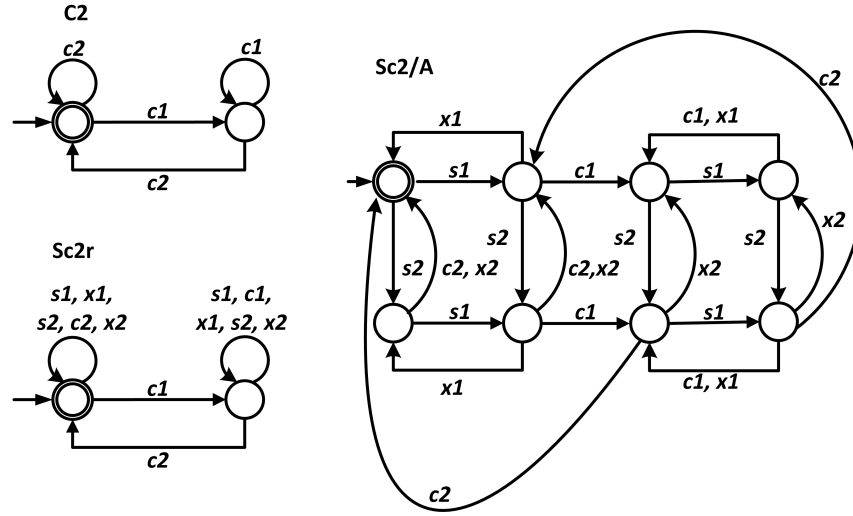 C2
c2
c1
c1
c2
Sc2r
s1, x1,
s2, c2, x2
s1, c1,
x1, s2, x2
c1
c2
Sc2/A
c2
x1
c1, x1
s1
c1
s1
s2
c2, x2
s2
c2,x2
s2
x2
s2
x2
s1
c1
s1
x1
c1, x1
c2